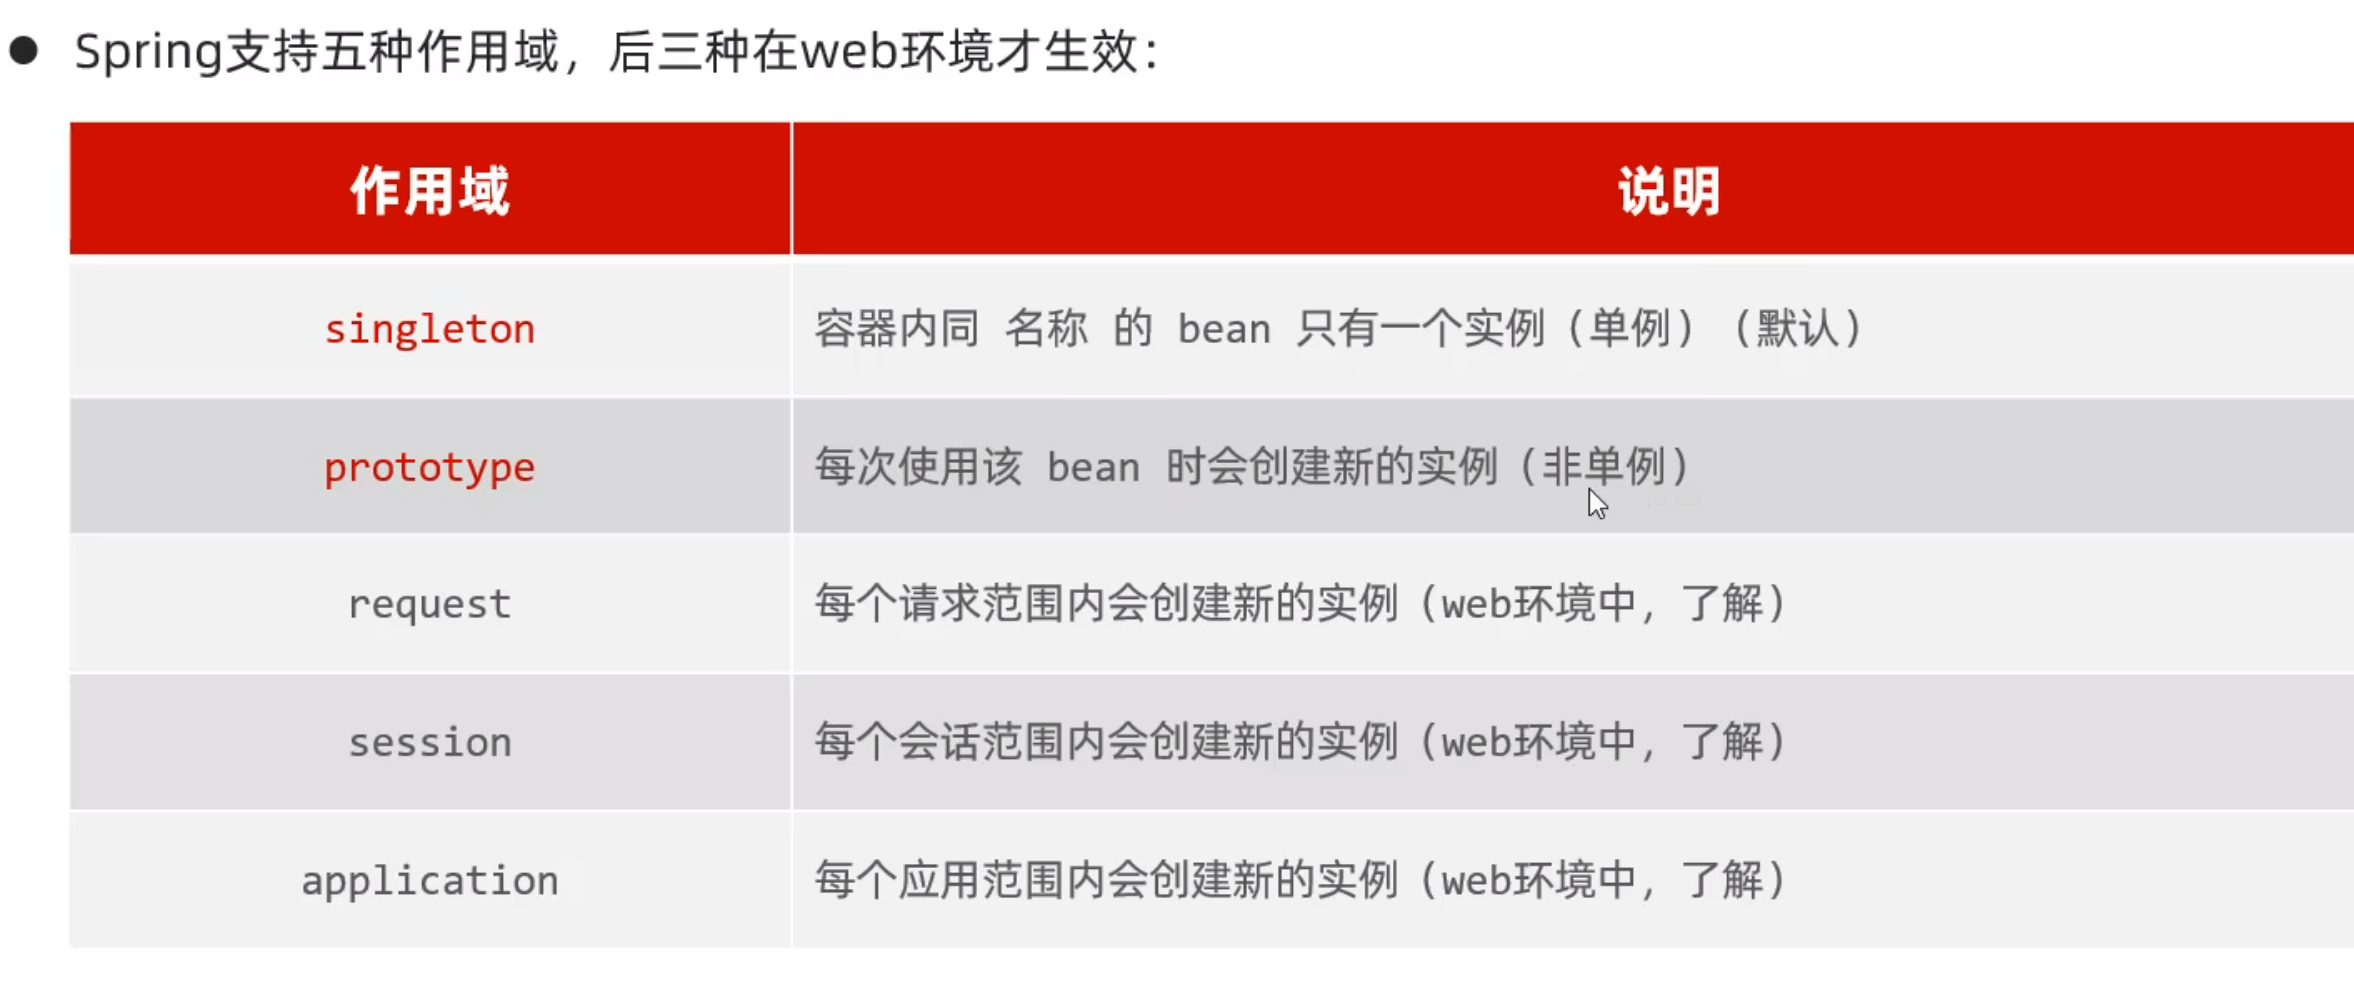 ● Spring支持五种作用域，后三种在web环境才生效：
作用域 说明
singleton 容器内同 名称 的 bean 只有一个实例（单例）（默认）
prototype 每次使用该 bean 时会创建新的实例（非单例）
request 每个请求范围内会创建新的实例（web环境中，了解）
session 每个会话范围内会创建新的实例（web环境中，了解）
application 每个应用范围内会创建新的实例（web环境中，了解）